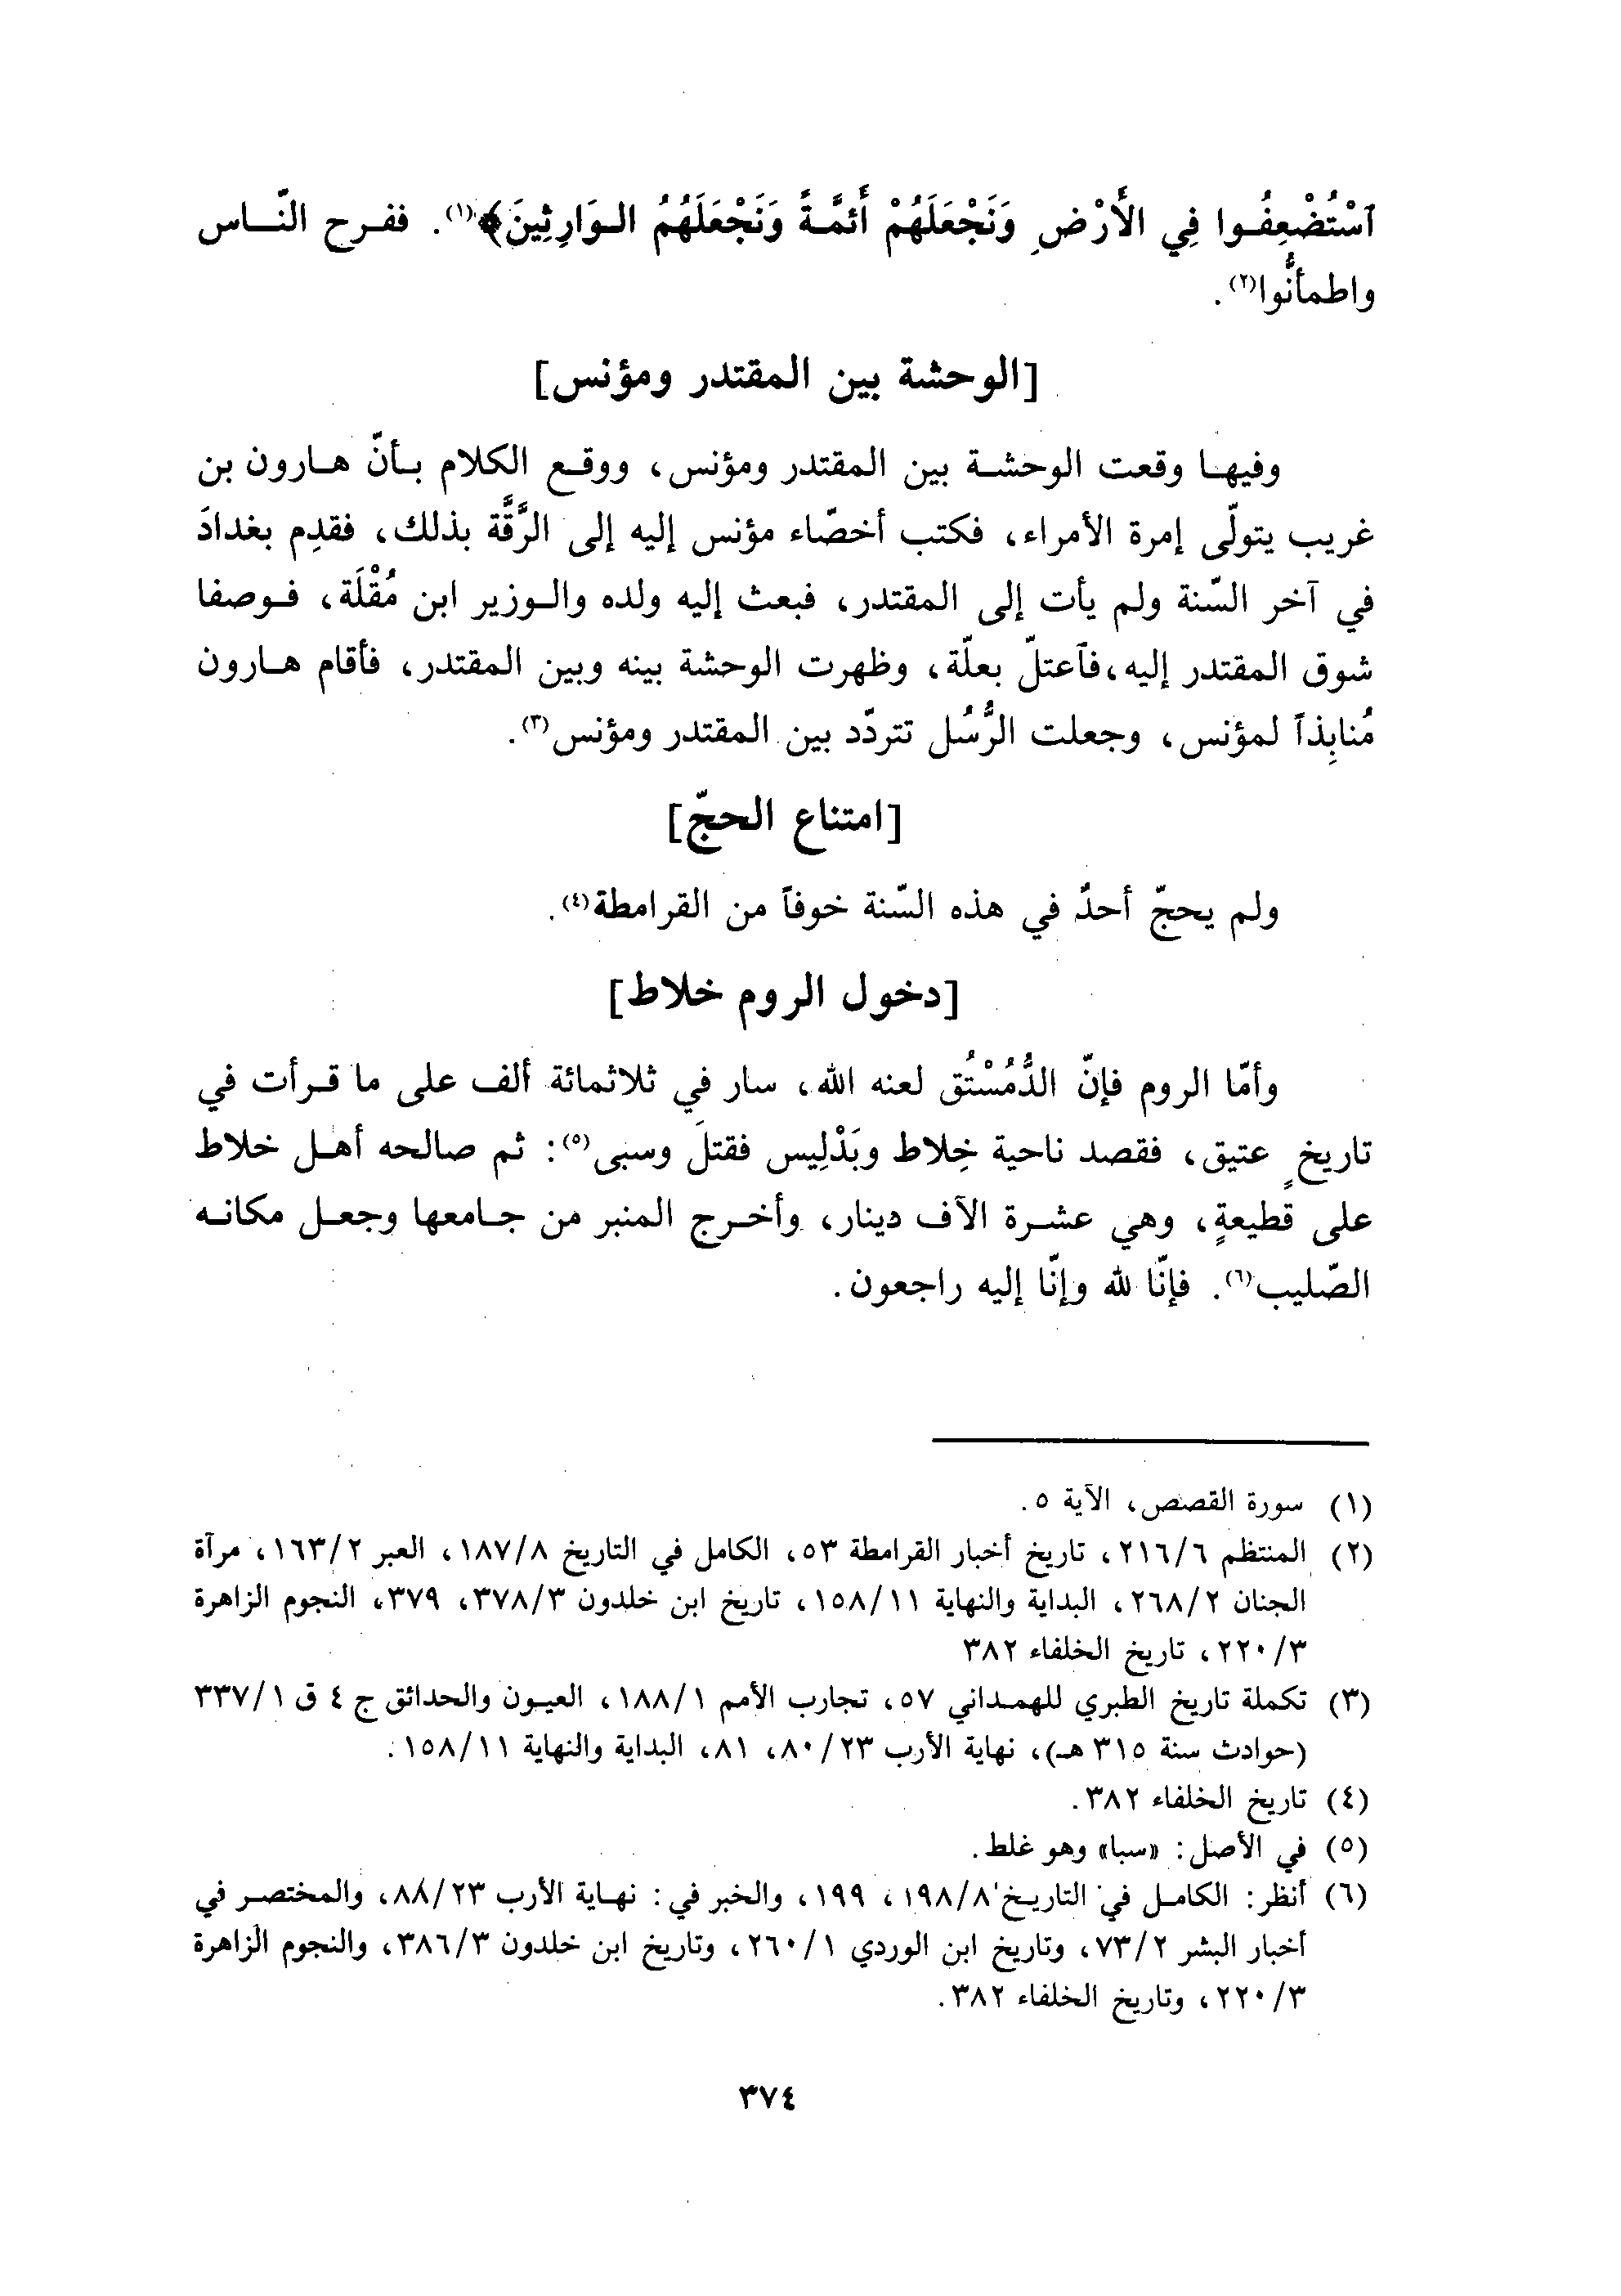 آسْتُضْعِفُوا فِي الأَرْضِ وَنَجْعَلَهُمْ أَئمَّةً وَنَجْعَلَهُمُ الوَارِثِينَ﴾(١). ففرح النّاس
واطمأنُّوا(٢).
[الوحشة بين المقتدر ومؤنس]
وفيها وقعت الوحشة بين المقتدر ومؤنس، ووقع الكلام بأنّ هارون بن
غريب يتولّى إمرة الأمراء، فكتب أخصّاء مؤنس إليه إلى الرَّقَّة بذلك، فقدِم بغدادَ
في آخر السّنة ولم يأت إلى المقتدر، فبعث إليه ولده والوزير ابن مُقْلَة، فوصفا
شوق المقتدر إليه، فآعتلّ بعلّة، وظهرت الوحشة بينه وبين المقتدر، فأقام هارون
مُنابِذاً لمؤنس، وجعلت الرُّسُل تتردّد بين المقتدر ومؤنس(٣).
[امتناع الحجّ]
ولم يحجّ أحدٌ في هذه السّنة خوفاً من القرامطة(٤).
[دخول الروم خلاط]
وأمّا الروم فإنّ الدُّمُسْتُق لعنه الله، سار في ثلاثمائة ألف على ما قرأت في
تاريخٍ عتيق، فقصد ناحية خِلاط وبَدْلِيس فقتلَ وسبى(٥): ثم صالحه أهل خلاط
على قطيعةٍ، وهي عشرة الآف دينار، وأخرج المنبر من جامعها وجعل مكانه
الصّليب(٦). فإنّا لله وإنّا إليه راجعون.
(١) سورة القصص، الآية ٥.
(٢) المنتظم ٢١٦/٦، تاريخ أخبار القرامطة ٥٣، الكامل في التاريخ ١٨٧/٨، العبر ١٦٣/٢، مرآة
الجنان ٢٦٨/٢، البداية والنهاية ١٥٨/١١، تاريخ ابن خلدون ٣٧٨/٣، ٣٧٩، النجوم الزاهرة
٢٢٠/٣، تاريخ الخلفاء ٣٨٢
(٣) تكملة تاريخ الطبري للهمداني ٥٧، تجارب الأمم ١٨٨/١، العيون والحدائق ج ٤ ق ٣٣٧/١
(حوادث سنة ٣١٥ هـ)، نهاية الأرب ٨٠/٢٣، ٨١، البداية والنهاية ١٥٨/١١.
(٤) تاريخ الخلفاء ٣٨٢.
(٥) في الأصل: «سبا» وهو غلط.
(٦) أنظر: الكامل في التاريخ ١٩٨/٨، ١٩٩، والخبر في: نهاية الأرب ٨٨/٢٣، والمختصر في
أخبار البشر ٧٣/٢، وتاريخ ابن الوردي ٢٦٠/١، وتاريخ ابن خلدون ٣٨٦/٣، والنجوم الزاهرة
٢٢٠/٣، وتاريخ الخلفاء ٣٨٢.
٣٧٤